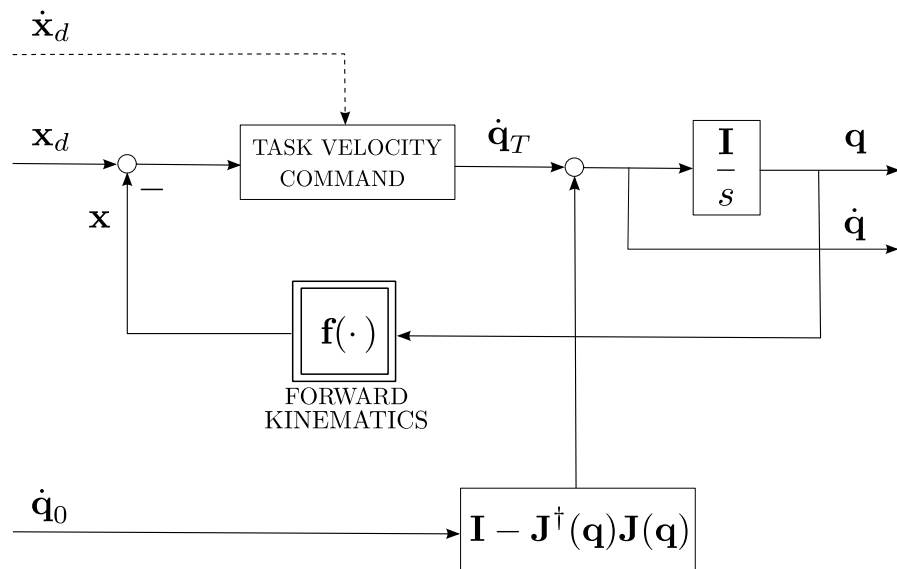 ẋ_d
x_d
TASK VELOCITY
COMMAND
q̇_T
I
s
q
q̇
−
x
f(·)
FORWARD
KINEMATICS
q̇_0
I − J^†(q)J(q)